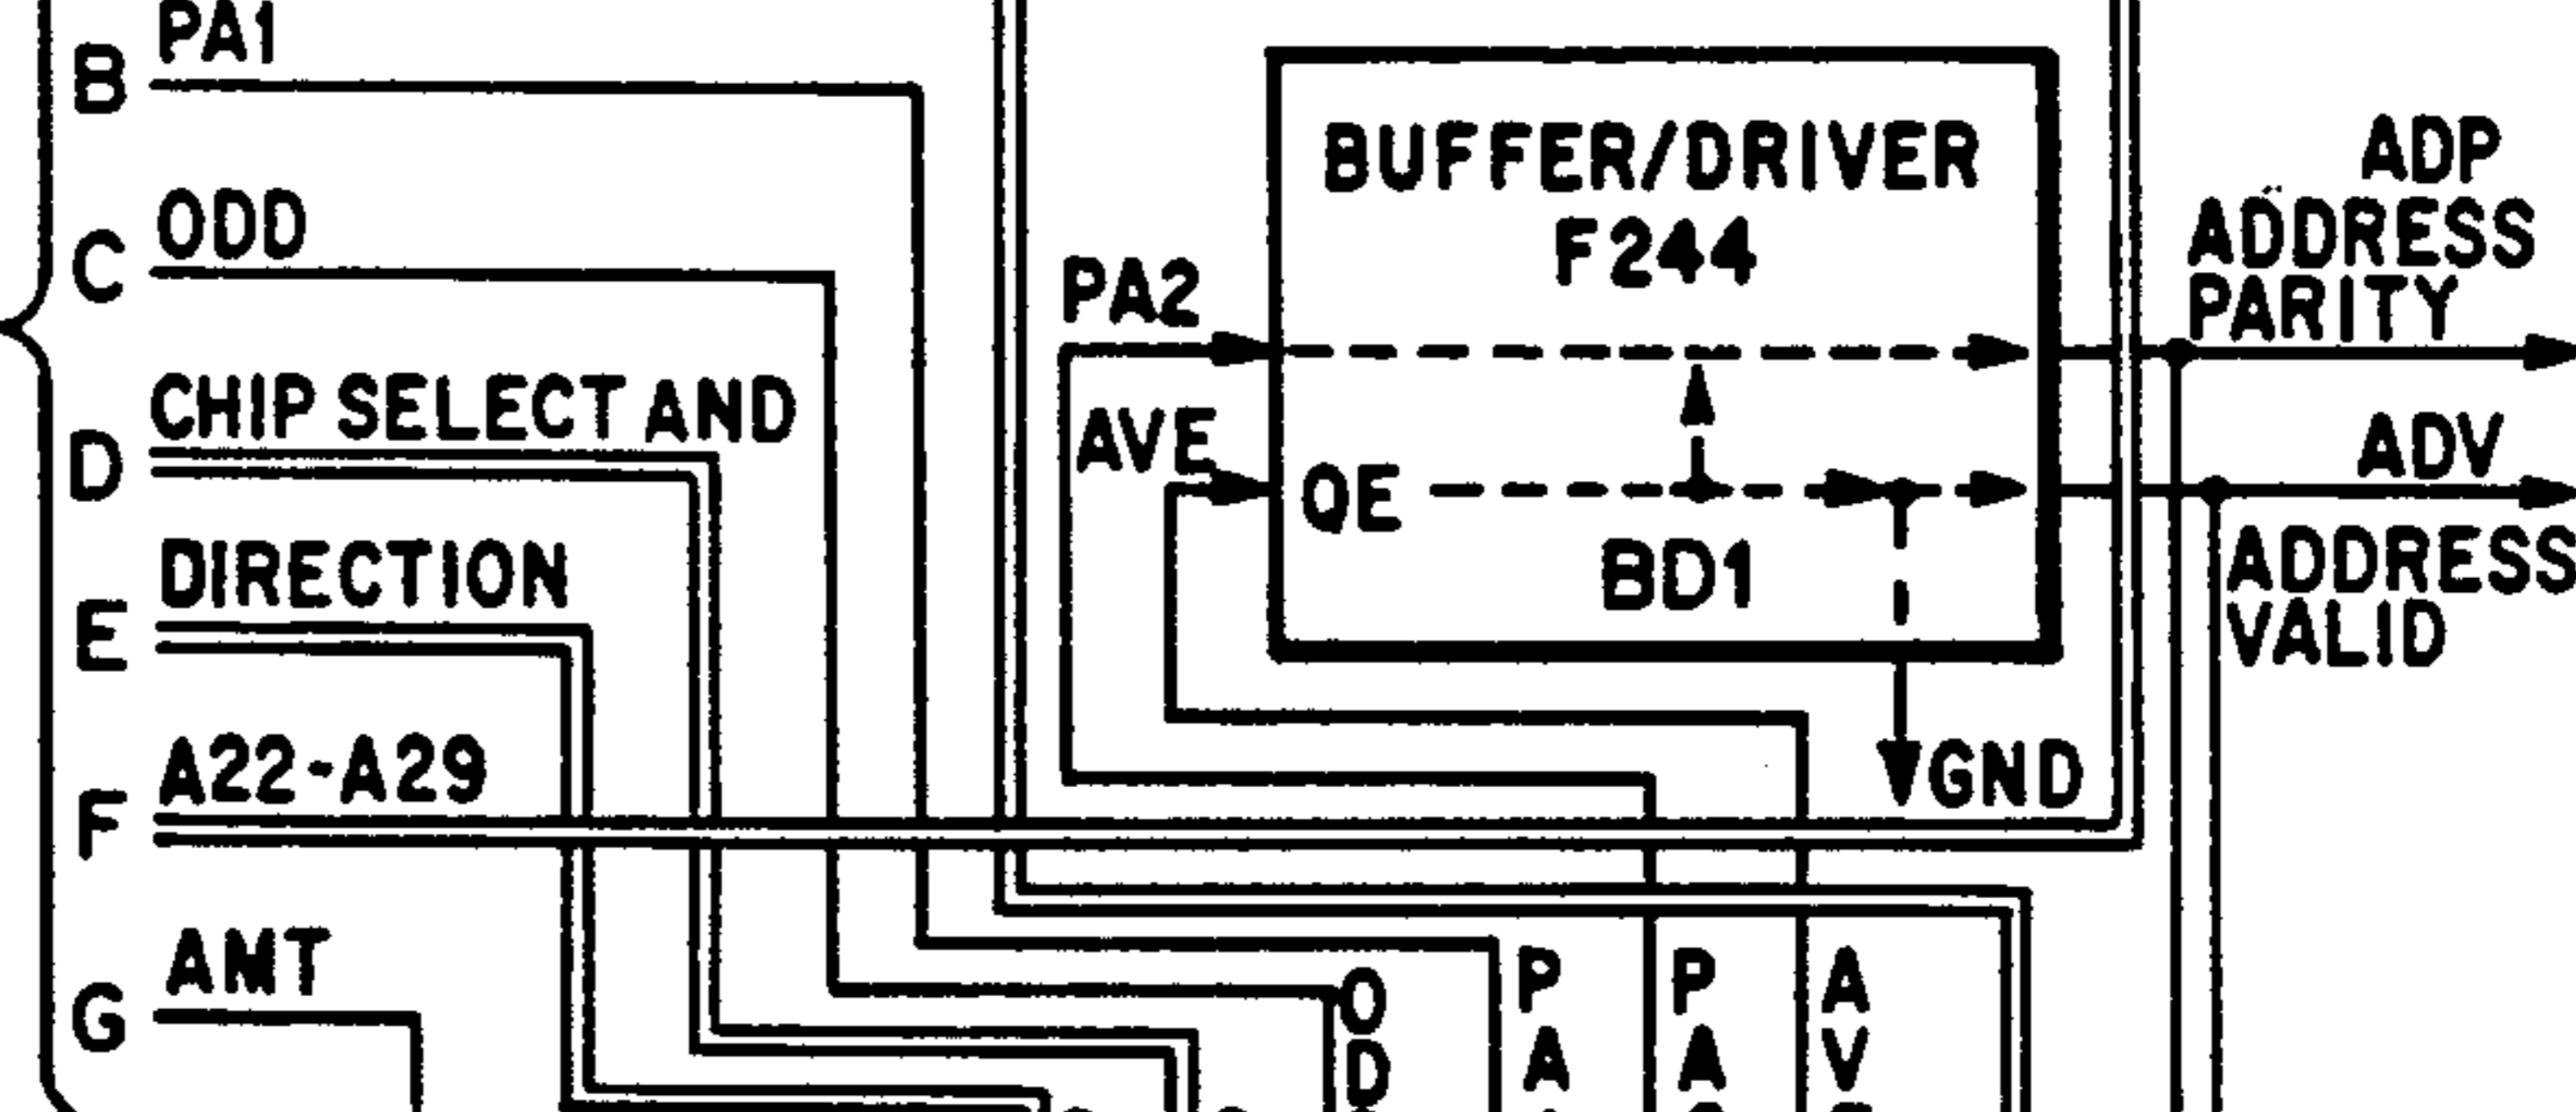 PA1
B
ODD
C
CHIP SELECT AND
D
DIRECTION
E
A22-A29
F
AMT
G
BUFFER/DRIVER
F244
PA2
AVE
QE
BD1
GND
ADP
ADDRESS
PARITY
ADV
ADDRESS
VALID
O
D
P
A
P
A
A
V